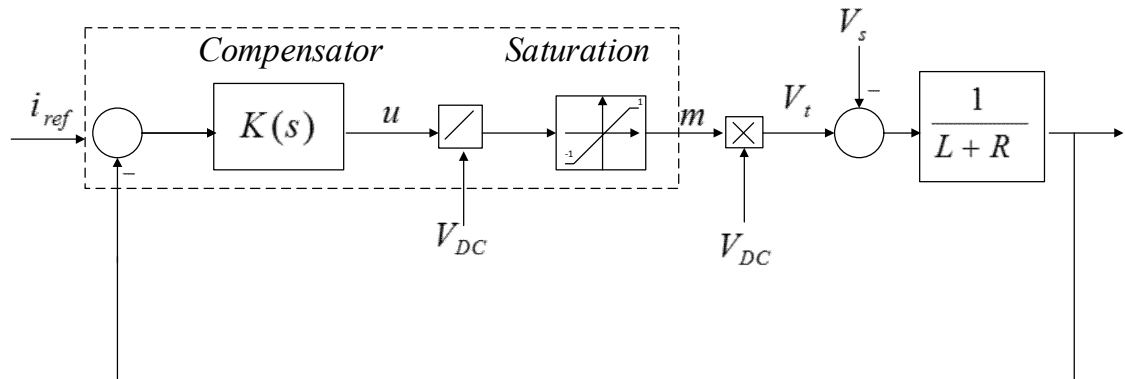 Compensator
Saturation
V_s
i_ref
K(s)
u
1
-1
m
V_t
1
L + R
V_DC
V_DC